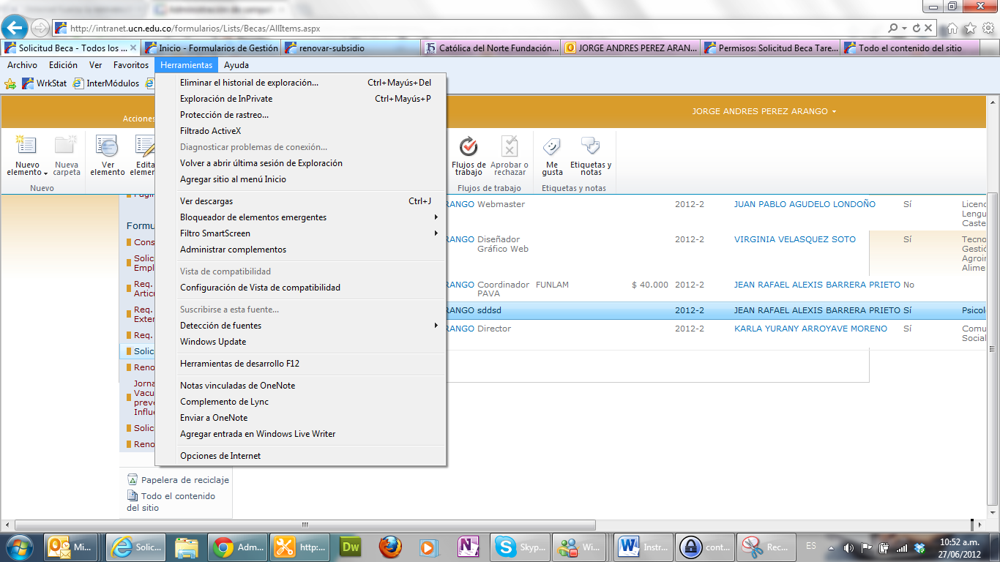 http://intranet.ucn.edu.co/formularios/Lists/Becas/AllItems.aspx
Solicitud Beca - Todos los ...
Inicio - Formularios de Gestión
renovar-subsidio
Católica del Norte Fundación...
JORGE ANDRES PEREZ ARAN...
Permisos: Solicitud Beca Tare...
Todo el contenido del sitio
Archivo Edición Ver Favoritos Herramientas Ayuda
WrkStat InterMódulos
Acciones
JORGE ANDRES PEREZ ARANGO
Nuevo elemento
Nueva carpeta
Ver elemento
Edita elemen
Nuevo
Flujos de trabajo
Aprobar o rechazar
Flujos de trabajo
Me gusta
Etiquetas y notas
Etiquetas y notas
Eliminar el historial de exploración... Ctrl+Mayús+Del
Exploración de InPrivate Ctrl+Mayús+P
Protección de rastreo...
Filtrado ActiveX
Diagnosticar problemas de conexión...
Volver a abrir última sesión de Exploración
Agregar sitio al menú Inicio
Ver descargas Ctrl+J
Bloqueador de elementos emergentes
Filtro SmartScreen
Administrar complementos
Vista de compatibilidad
Configuración de Vista de compatibilidad
Suscribirse a esta fuente...
Detección de fuentes
Windows Update
Herramientas de desarrollo F12
Notas vinculadas de OneNote
Complemento de Lync
Enviar a OneNote
Agregar entrada en Windows Live Writer
Opciones de Internet
Formu
Cons
Solici
Empl
Req.
Articu
Req.
Exter
Req.
Solic
Reno
Jorna
Vacu
preve
Influe
Solic
Reno
Papelera de reciclaje
Todo el contenido
del sitio
RANGO Webmaster 2012-2 JUAN PABLO AGUDELO LONDOÑO Sí Licenc
Lengu
Caste
RANGO Diseñador 2012-2 VIRGINIA VELASQUEZ SOTO Sí Tecno
Gráfico Web Gestió
Agroin
Alime
RANGO Coordinador FUNLAM $ 40.000 2012-2 JEAN RAFAEL ALEXIS BARRERA PRIETO No
PAVA
RANGO sddsd 2012-2 JEAN RAFAEL ALEXIS BARRERA PRIETO Sí Psicol
RANGO Director 2012-2 KARLA YURANY ARROYAVE MORENO Sí Comu
Social
Mi... Solic... Adm... http:... Dw Skyp... Wi... Instr... cont... Rec... ES 10:52 a.m.
27/06/2012